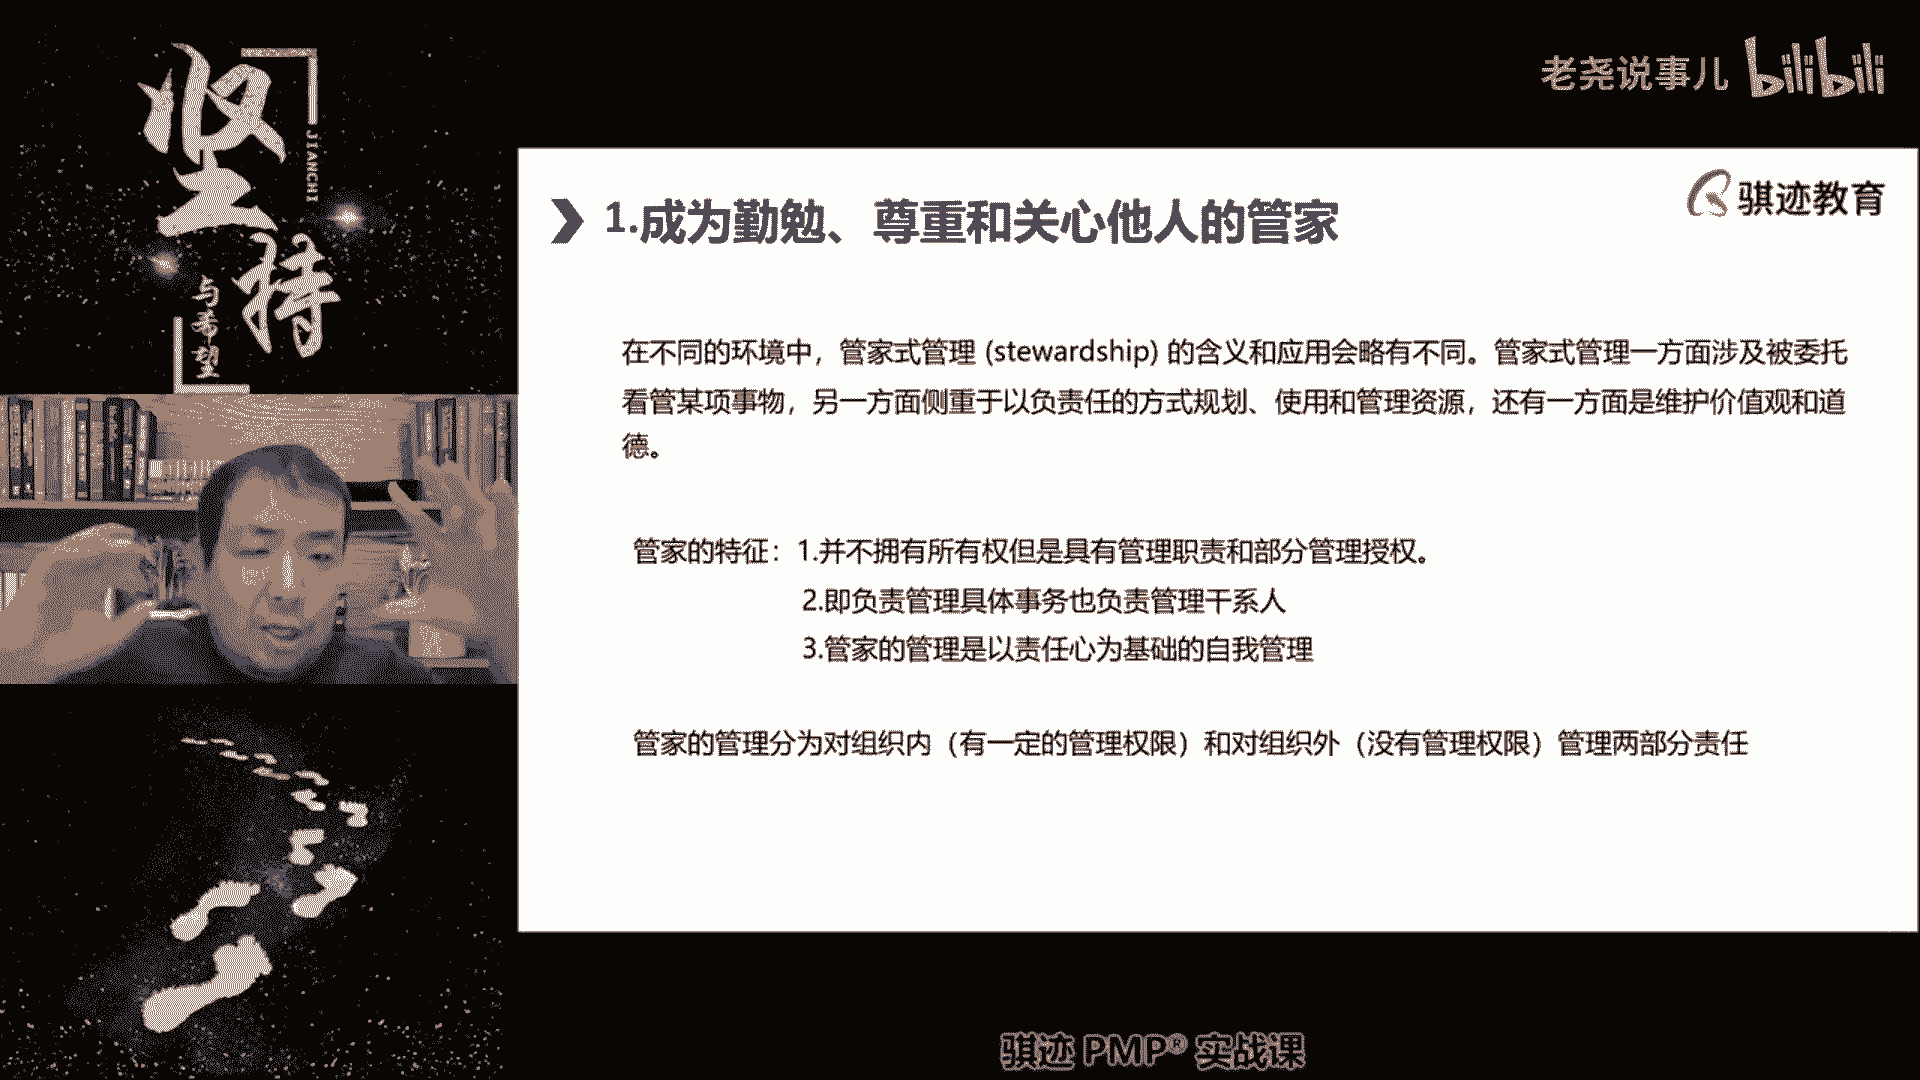 坚持
JIANCHI
与希望
老尧说事儿 bilibili
骐迹教育
1.成为勤勉、尊重和关心他人的管家
在不同的环境中，管家式管理 (stewardship) 的含义和应用会略有不同。管家式管理一方面涉及被委托
看管某项事物，另一方面侧重于以负责任的方式规划、使用和管理资源，还有一方面是维护价值观和道
德。
管家的特征：1.并不拥有所有权但是具有管理职责和部分管理授权。
2.即负责管理具体事务也负责管理干系人
3.管家的管理是以责任心为基础的自我管理
管家的管理分为对组织内（有一定的管理权限）和对组织外（没有管理权限）管理两部分责任
骐迹 PMP® 实战课